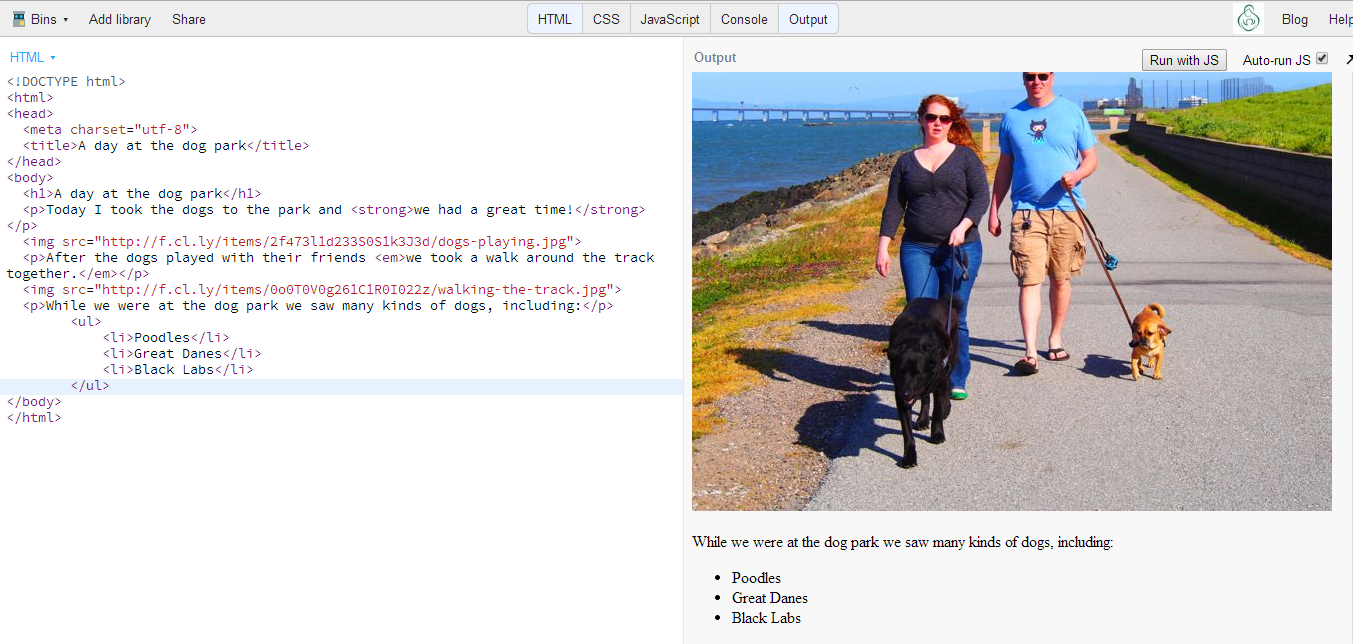 Bins ▾ Add library Share HTML CSS JavaScript Console Output Blog Help
HTML ▾
Output Run with JS Auto-run JS
<!DOCTYPE html>
<html>
<head>
  <meta charset="utf-8">
  <title>A day at the dog park</title>
</head>
<body>
  <h1>A day at the dog park</h1>
  <p>Today I took the dogs to the park and <strong>we had a great time!</strong>
</p>
  <img src="http://f.cl.ly/items/2f473l1d233S0S1k3J3d/dogs-playing.jpg">
  <p>After the dogs played with their friends <em>we took a walk around the track
together.</em></p>
  <img src="http://f.cl.ly/items/0o0T0V0g261C1R0I022z/walking-the-track.jpg">
  <p>While we were at the dog park we saw many kinds of dogs, including:</p>
        <ul>
            <li>Poodles</li>
            <li>Great Danes</li>
            <li>Black Labs</li>
        </ul>
</body>
</html>
While we were at the dog park we saw many kinds of dogs, including:
• Poodles
• Great Danes
• Black Labs